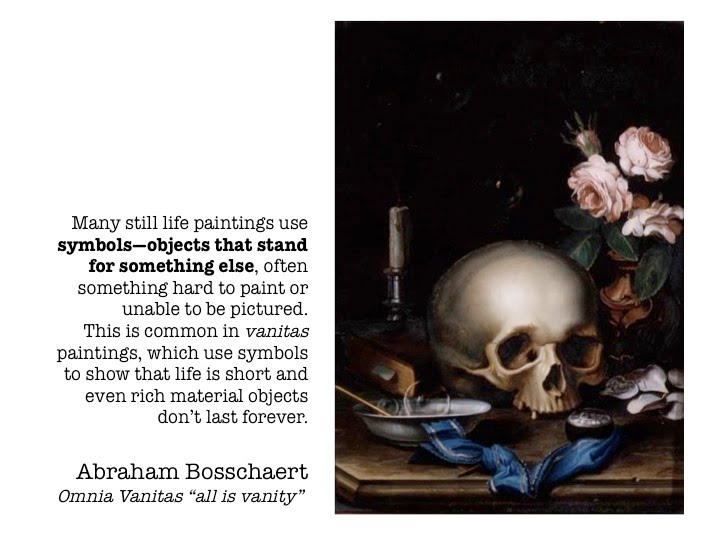 Many still life paintings use
symbols—objects that stand
for something else, often
something hard to paint or
unable to be pictured.
This is common in vanitas
paintings, which use symbols
to show that life is short and
even rich material objects
don’t last forever.
Abraham Bosschaert
Omnia Vanitas “all is vanity”